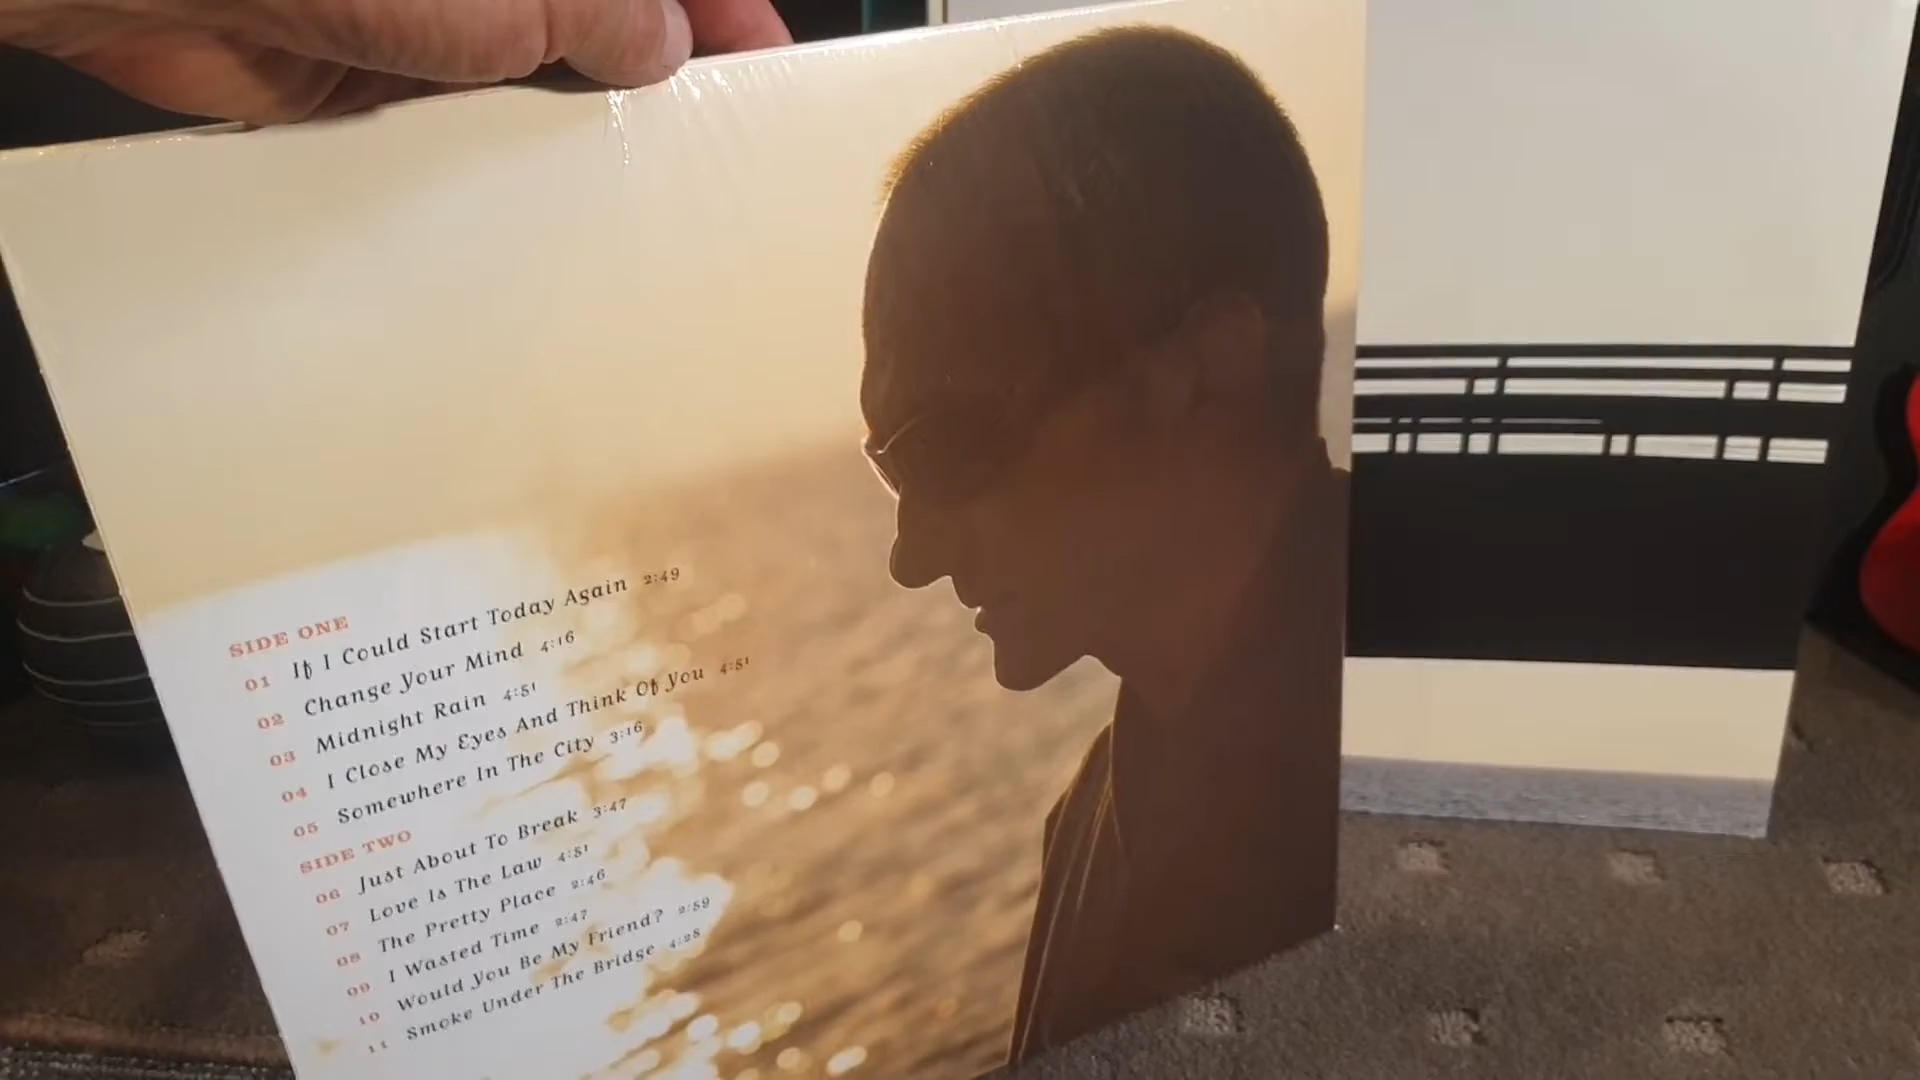 SIDE ONE
01 If I Could Start Today Again 2:49
02 Change Your Mind 4:16
03 Midnight Rain 4:51
04 I Close My Eyes And Think Of You 4:51
05 Somewhere In The City 3:16
SIDE TWO
06 Just About To Break 3:47
07 Love Is The Law 4:51
08 The Pretty Place 2:46
09 I Wasted Time 2:47
10 Would You Be My Friend? 2:59
11 Smoke Under The Bridge 4:28